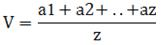 V = a1 + a2 + . . + az
z